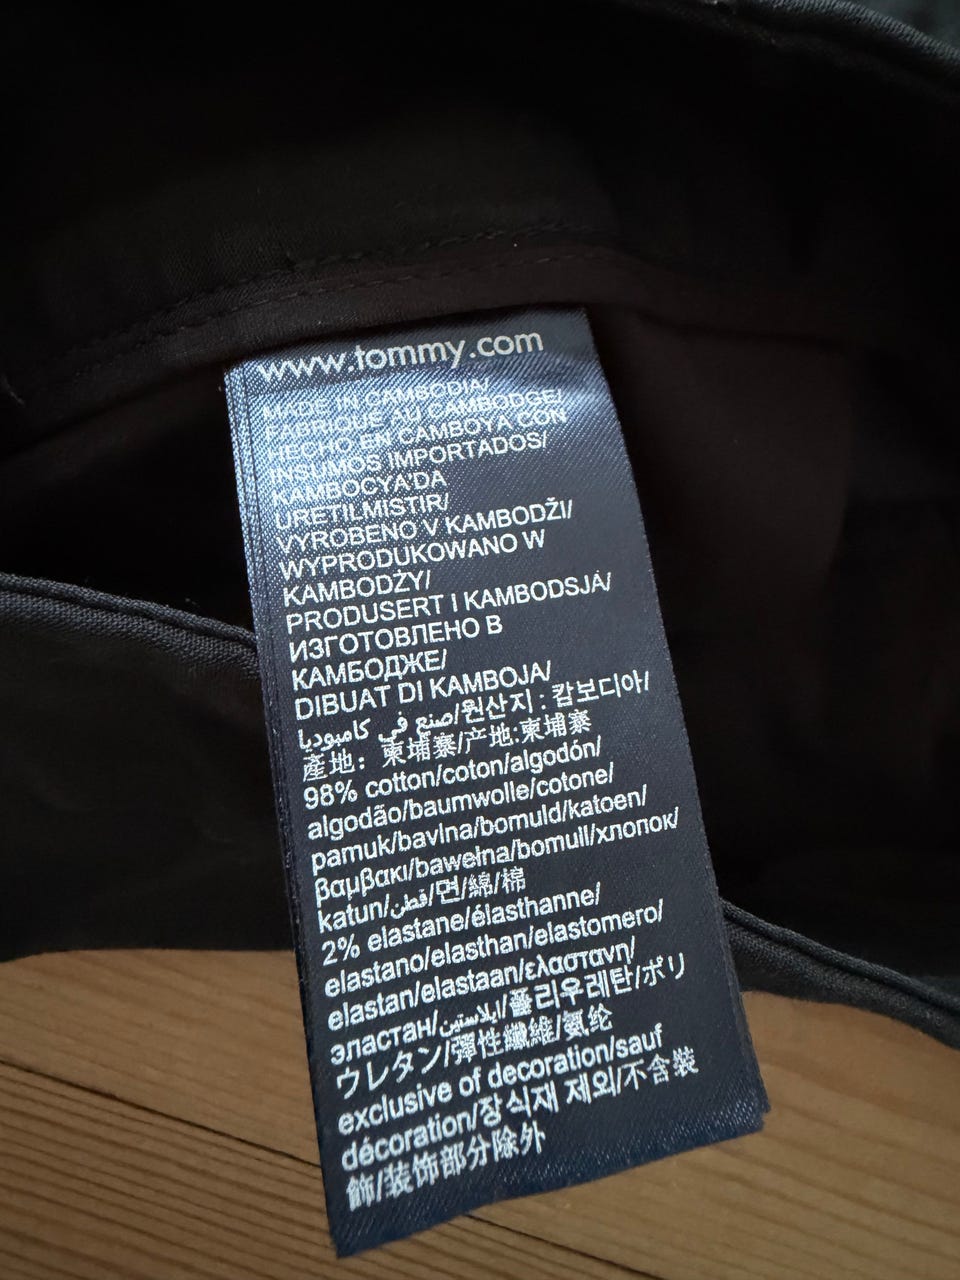 www.tommy.com
MADE IN CAMBODIA/
FABRIQUE AU CAMBODGE/
HECHO EN CAMBOYA CON
INSUMOS IMPORTADOS/
KAMBOCYA'DA
URETILMISTIR/
VYROBENO V KAMBODŽI/
WYPRODUKOWANO W
KAMBODŻY/
PRODUSERT I KAMBODSJA/
ИЗГОТОВЛЕНО В
КАМБОДЖЕ/
DIBUAT DI KAMBOJA/
صنع في كامبوديا/원산지 : 캄보디아/
產地：柬埔寨/产地:柬埔寨
98% cotton/coton/algodón/
algodão/baumwolle/cotone/
pamuk/bavlna/bomuld/katoen/
βαμβακι/bawełna/bomull/хлопок/
katun/قطن/면/綿/棉
2% elastane/élasthanne/
elastano/elasthan/elastomero/
elastan/elastaan/ελαστανη/
эластан/ايلاستين/폴리우레탄/ポリ
ウレタン/彈性纖維/氨纶
exclusive of decoration/sauf
décoration/장식재 제외/不含裝
飾/装饰部分除外